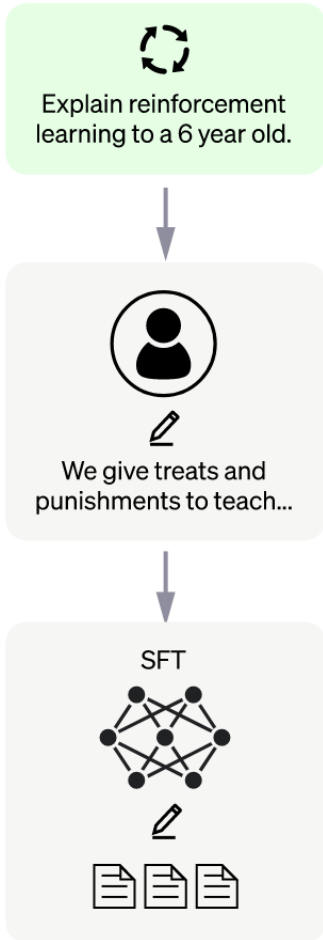 Explain reinforcement
learning to a 6 year old.
We give treats and
punishments to teach...
SFT